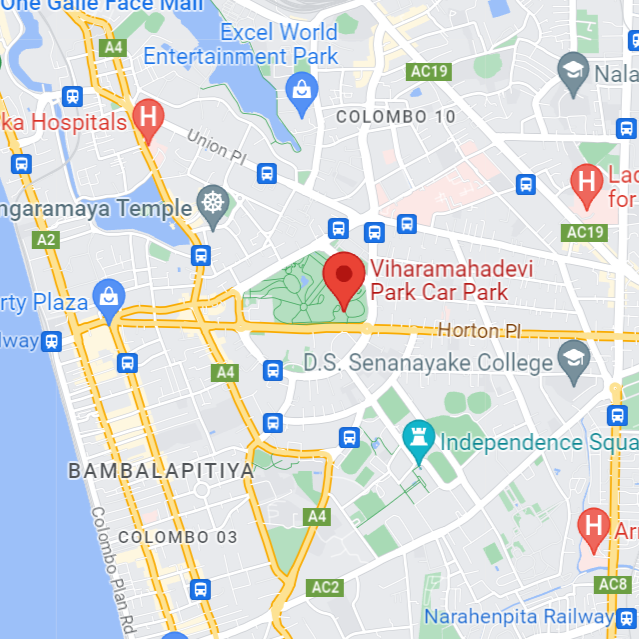 One Galle Face Mall
A4
Excel World
Entertainment Park
AC19
Nala
COLOMBO 10
ka Hospitals
H
Union Pl
H
Lad
for
ngaramaya Temple
AC19
A2
Viharamahadevi
Park Car Park
rty Plaza
Horton Pl
lway
D.S. Senanayake College
A4
Independence Squa
BAMBALAPITIYA
Colombo Plan Rd
A4
COLOMBO 03
H
Arm
AC2
AC8
Narahenpita Railway